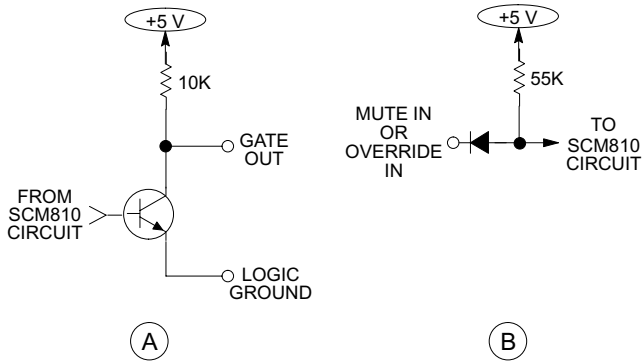 +5 V
10K
GATE
OUT
FROM
SCM810
CIRCUIT
LOGIC
GROUND
A
+5 V
55K
MUTE IN
OR
OVERRIDE
IN
TO
SCM810
CIRCUIT
B